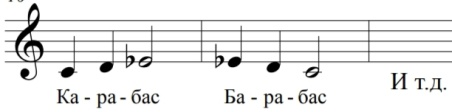 Ка - ра - бас Ба - ра - бас И т.д.